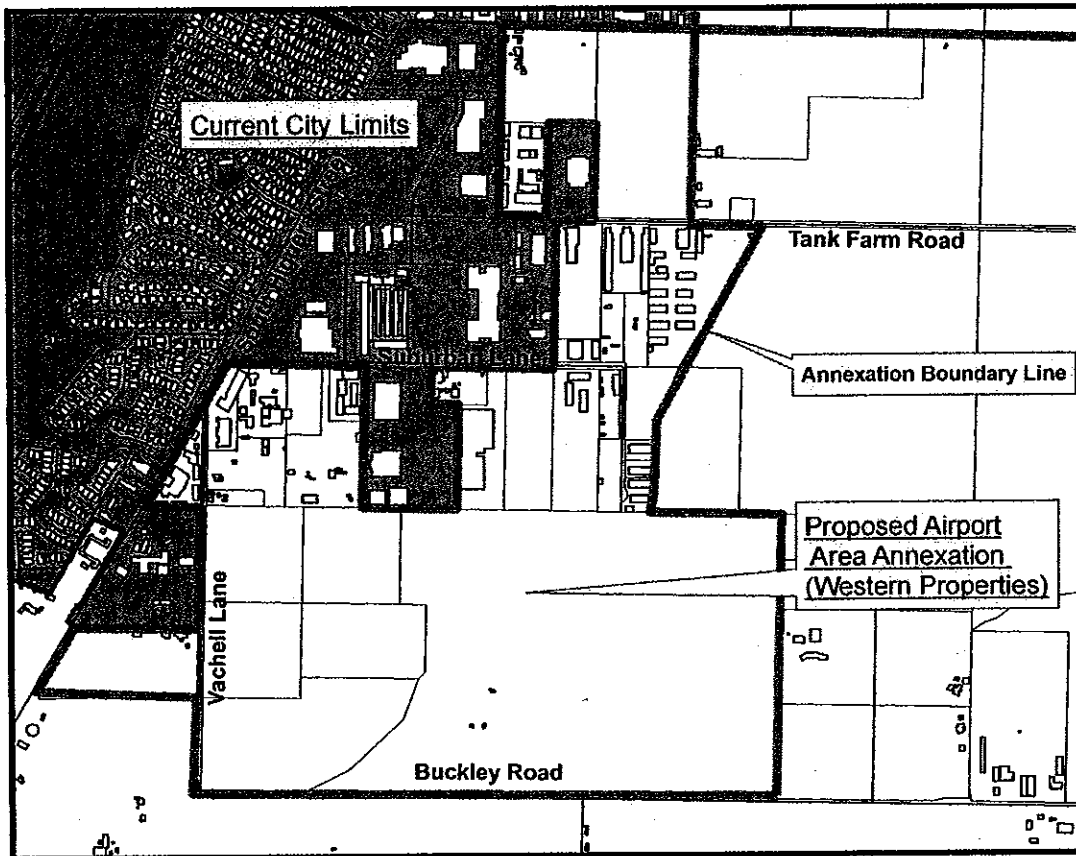 Current City Limits
Tank Farm Road
Suburban Lane
Annexation Boundary Line
Proposed Airport
Area Annexation
(Western Properties)
Vachell Lane
Buckley Road